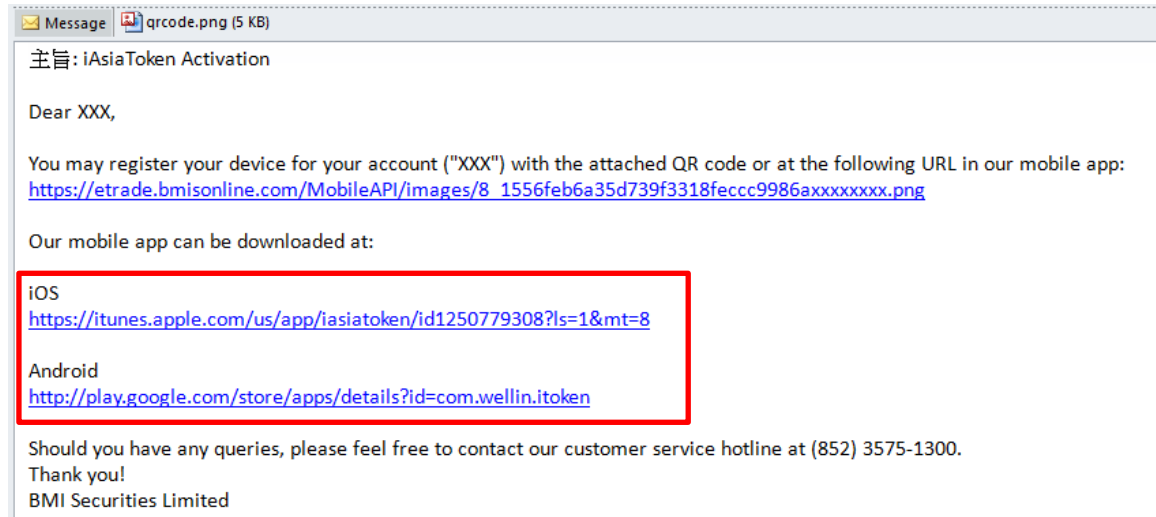 Message qrcode.png (5 KB)
主旨: iAsiaToken Activation
Dear XXX,
You may register your device for your account ("XXX") with the attached QR code or at the following URL in our mobile app:
https://etrade.bmisonline.com/MobileAPI/images/8_1556feb6a35d739f3318feccc9986axxxxxxxx.png
Our mobile app can be downloaded at:
iOS
https://itunes.apple.com/us/app/iasiatoken/id1250779308?ls=1&mt=8
Android
http://play.google.com/store/apps/details?id=com.wellin.itoken
Should you have any queries, please feel free to contact our customer service hotline at (852) 3575-1300.
Thank you!
BMI Securities Limited